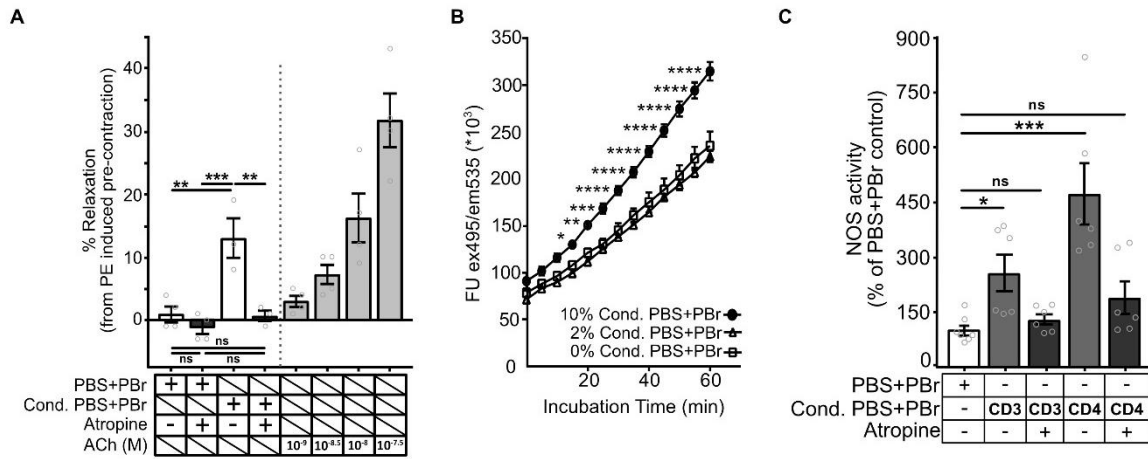 A
% Relaxation
(from PE induced pre-contraction)
40
30
20
10
0
** *** **
ns
ns ns
PBS+PBr + +
Cond. PBS+PBr + +
Atropine - + - +
ACh (M) 10-9 10-8.5 10-8 10-7.5
B
FU ex495/em535 (*10³)
350
300
250
200
150
100
50
0
* ** *** **** **** **** **** **** **** **** ****
10% Cond. PBS+PBr
2% Cond. PBS+PBr
0% Cond. PBS+PBr
20 40 60
Incubation Time (min)
C
NOS activity
(% of PBS+PBr control)
900
750
600
450
300
150
0
ns
***
ns
*
PBS+PBr + - - - -
Cond. PBS+PBr - CD3 CD3 CD4 CD4
Atropine - - + - +